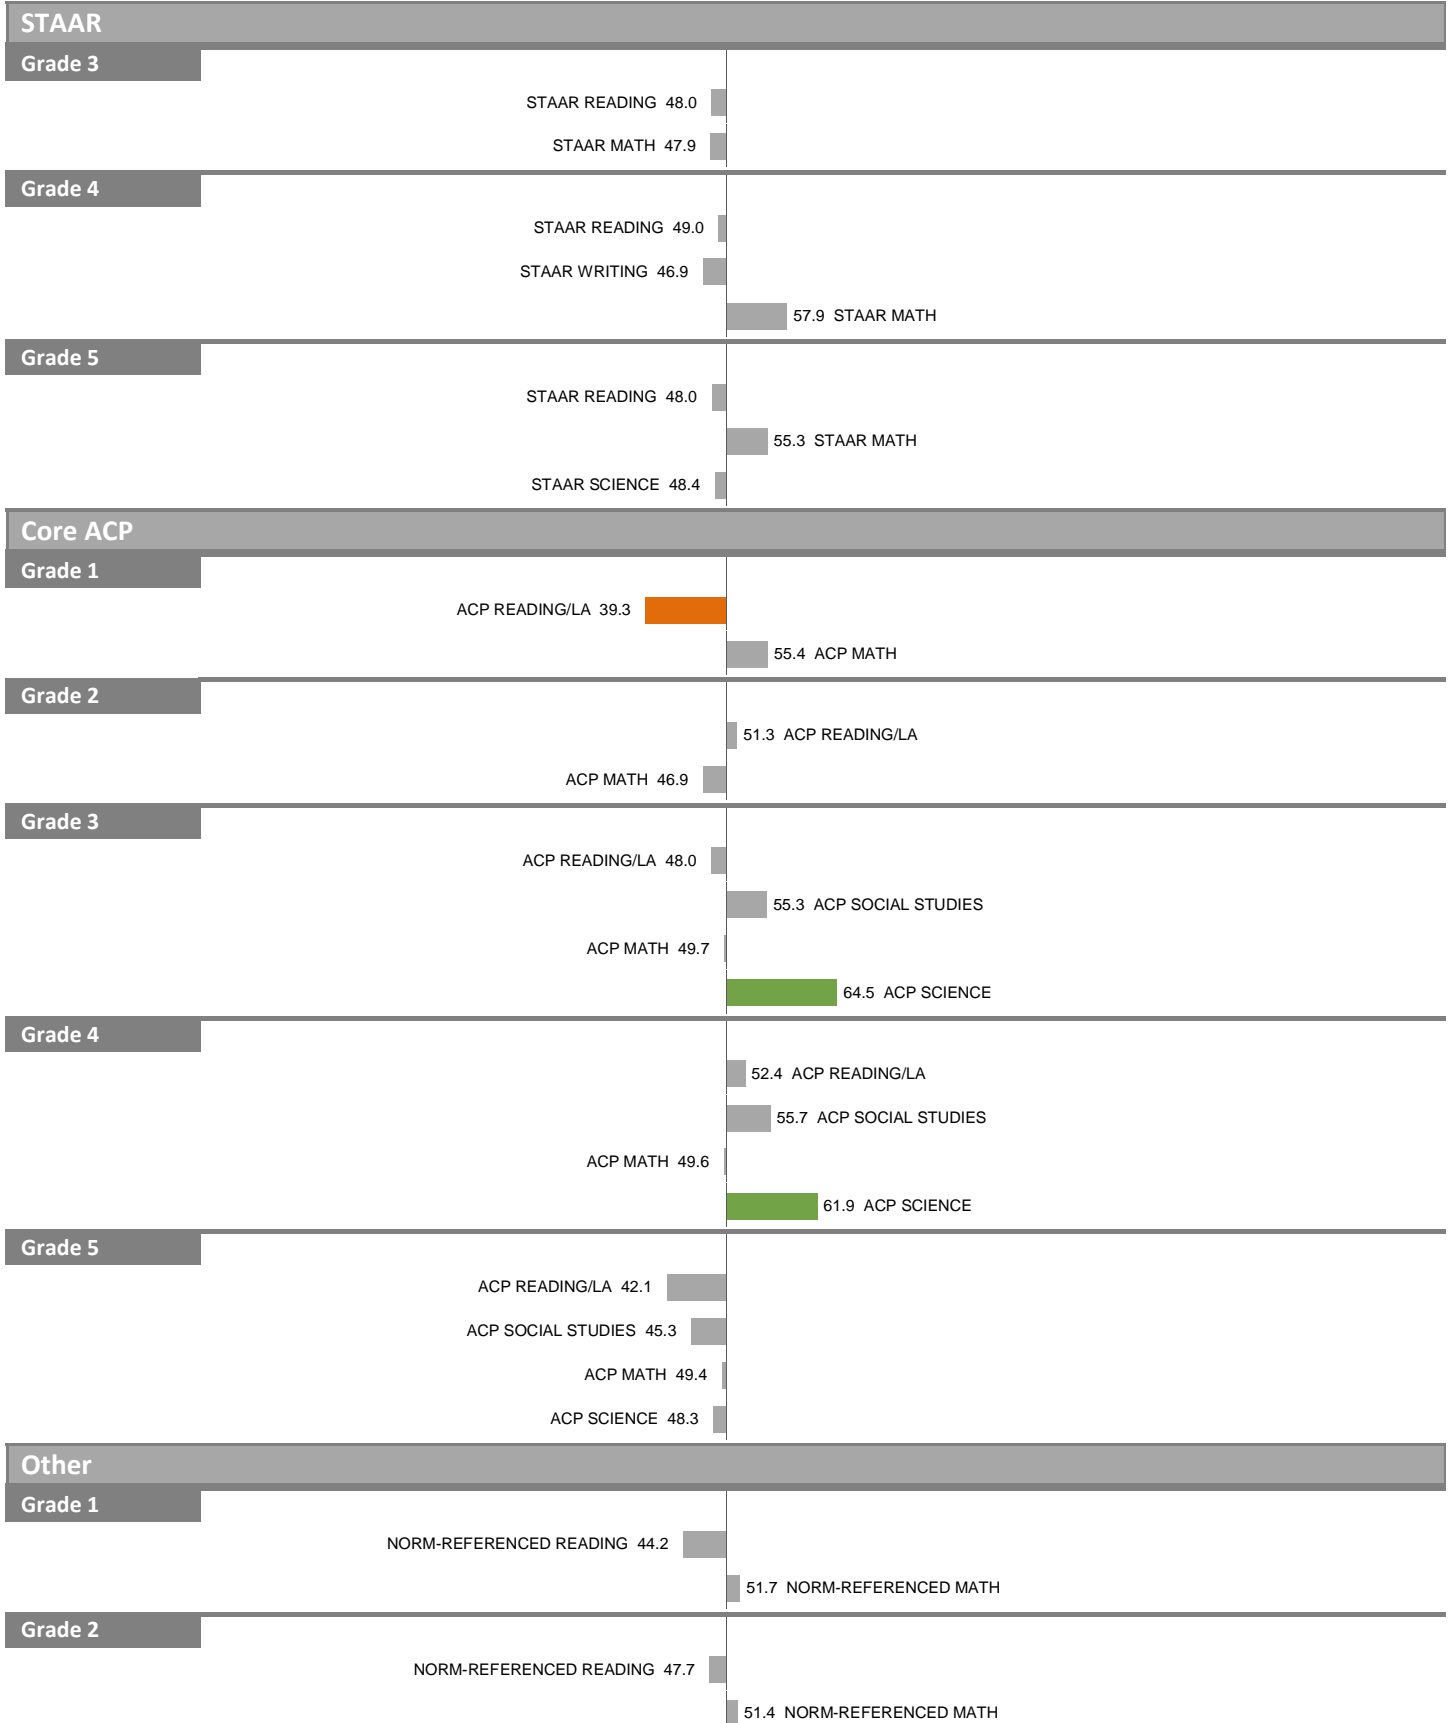 STAAR
Grade 3
STAAR READING 48.0
STAAR MATH 47.9
Grade 4
STAAR READING 49.0
STAAR WRITING 46.9
57.9 STAAR MATH
Grade 5
STAAR READING 48.0
55.3 STAAR MATH
STAAR SCIENCE 48.4
Core ACP
Grade 1
ACP READING/LA 39.3
55.4 ACP MATH
Grade 2
51.3 ACP READING/LA
ACP MATH 46.9
Grade 3
ACP READING/LA 48.0
55.3 ACP SOCIAL STUDIES
ACP MATH 49.7
64.5 ACP SCIENCE
Grade 4
52.4 ACP READING/LA
55.7 ACP SOCIAL STUDIES
ACP MATH 49.6
61.9 ACP SCIENCE
Grade 5
ACP READING/LA 42.1
ACP SOCIAL STUDIES 45.3
ACP MATH 49.4
ACP SCIENCE 48.3
Other
Grade 1
NORM-REFERENCED READING 44.2
51.7 NORM-REFERENCED MATH
Grade 2
NORM-REFERENCED READING 47.7
51.4 NORM-REFERENCED MATH